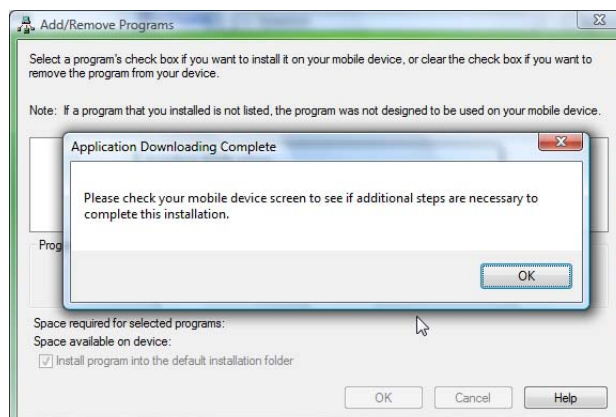 Add/Remove Programs
Select a program's check box if you want to install it on your mobile device, or clear the check box if you want to
remove the program from your device.
Note: If a program that you installed is not listed, the program was not designed to be used on your mobile device.
Application Downloading Complete
Please check your mobile device screen to see if additional steps are necessary to
complete this installation.
OK
Space required for selected programs:
Space available on device:
Install program into the default installation folder
OK Cancel Help